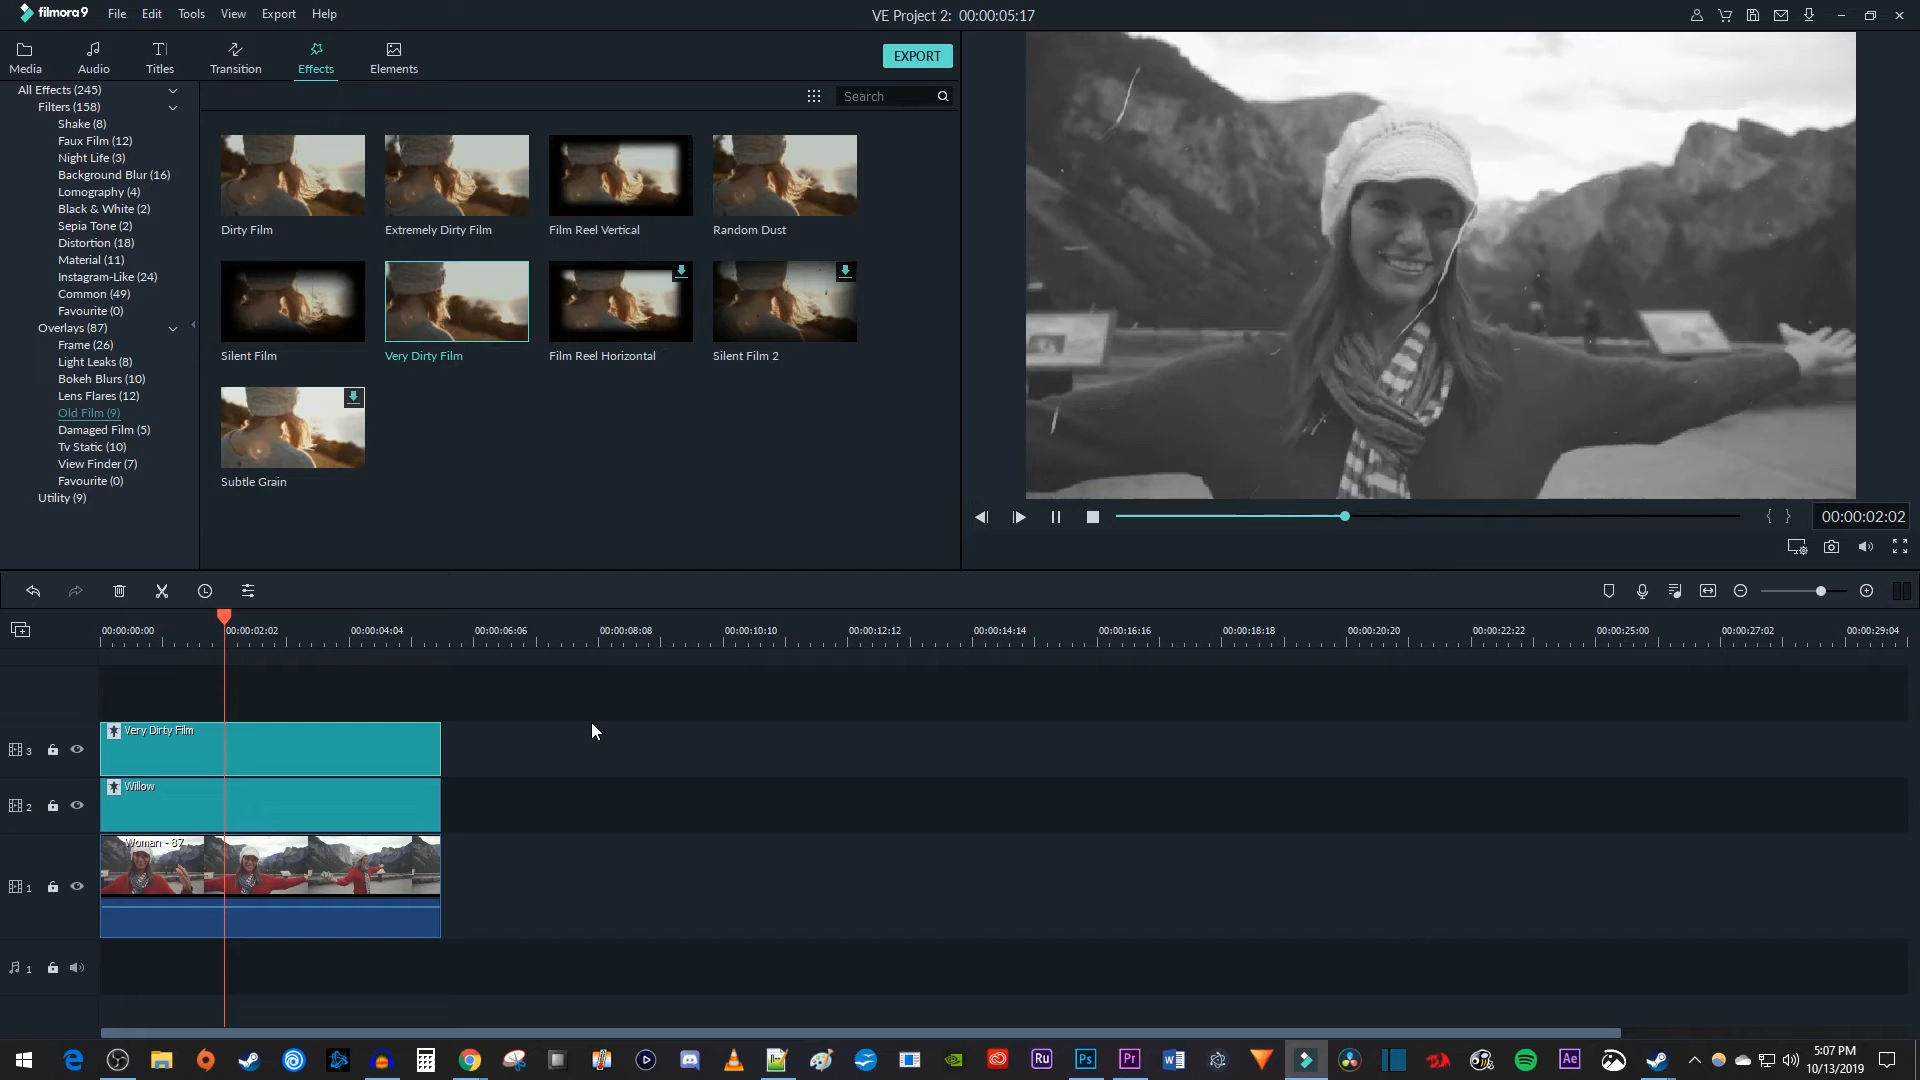 filmora9 File Edit Tools View Export Help
VE Project 2: 00:00:05:17
Media Audio Titles Transition Effects Elements
EXPORT
Search
All Effects (245)
Filters (158)
Shake (8)
Faux Film (12)
Night Life (3)
Background Blur (16)
Lomography (4)
Black & White (2)
Sepia Tone (2)
Distortion (18)
Material (11)
Instagram-Like (24)
Common (49)
Favourite (0)
Overlays (87)
Frame (26)
Light Leaks (8)
Bokeh Blurs (10)
Lens Flares (12)
Old Film (9)
Damaged Film (5)
Tv Static (10)
View Finder (7)
Favourite (0)
Utility (9)
Dirty Film
Extremely Dirty Film
Film Reel Vertical
Random Dust
Silent Film
Very Dirty Film
Film Reel Horizontal
Silent Film 2
Subtle Grain
{ } 00:00:02:02
00:00:00:00 00:00:02:02 00:00:04:04 00:00:06:06 00:00:08:08 00:00:10:10 00:00:12:12 00:00:14:14 00:00:16:16 00:00:18:18 00:00:20:20 00:00:22:22 00:00:25:00 00:00:27:02 00:00:29:04
3
Very Dirty Film
2
Willow
1
Woman - 87
1
Ru Ps Pr W Ae
5:07 PM
10/13/2019